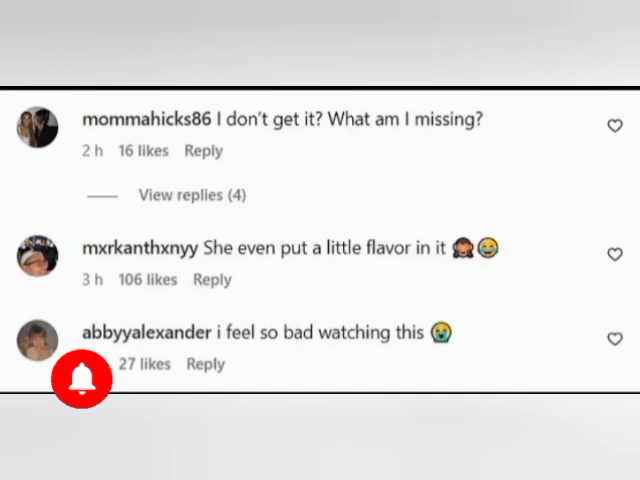 mommahicks86 I don't get it? What am I missing?
2 h 16 likes Reply
View replies (4)
mxrkanthxnyy She even put a little flavor in it 🙈😂
3 h 106 likes Reply
abbyyalexander i feel so bad watching this 😭
27 likes Reply